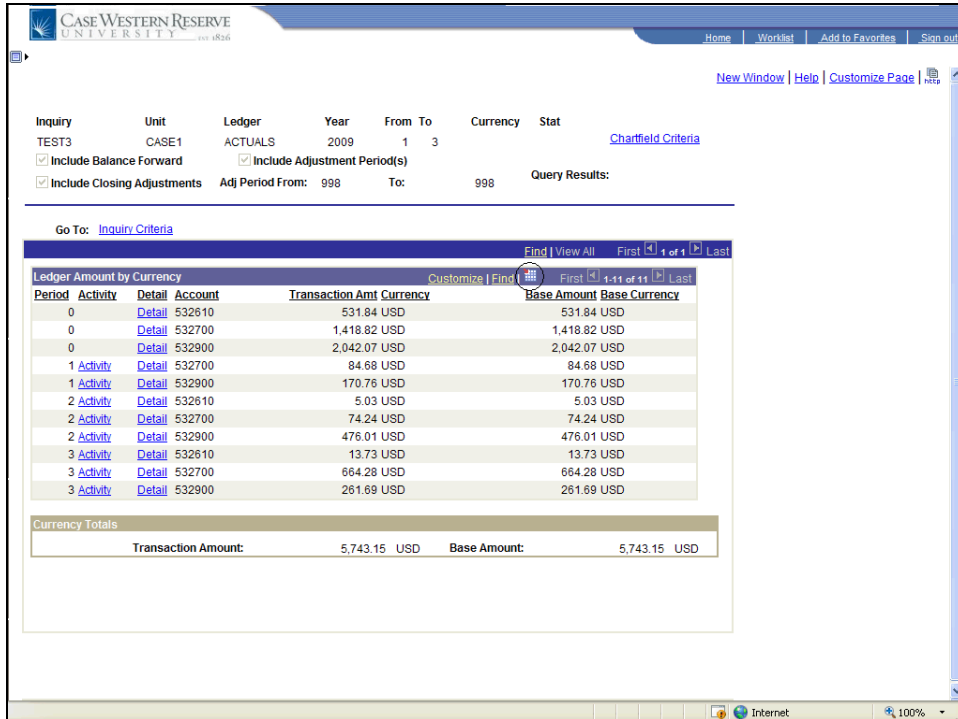 CASE WESTERN RESERVE
UNIVERSITY TO 1826
Home | Worklist | Add to Favorites | Sign out
New Window | Help | Customize Page | http
Inquiry Unit Ledger Year From To Currency Stat
TEST3 CASE1 ACTUALS 2009 1 3 Chartfield Criteria
Include Balance Forward Include Adjustment Period(s)
Include Closing Adjustments Adj Period From: 998 To: 998 Query Results:
Go To: Inquiry Criteria
Find | View All First 1 of 1 Last
Ledger Amount by Currency Customize | Find | First 1-11 of 11 Last
Period Activity Detail Account Transaction Amt Currency Base Amount Base Currency
0 Detail 532610 531.84 USD 531.84 USD
0 Detail 532700 1,418.82 USD 1,418.82 USD
0 Detail 532900 2,042.07 USD 2,042.07 USD
1 Activity Detail 532700 84.68 USD 84.68 USD
1 Activity Detail 532900 170.76 USD 170.76 USD
2 Activity Detail 532610 5.03 USD 5.03 USD
2 Activity Detail 532700 74.24 USD 74.24 USD
2 Activity Detail 532900 476.01 USD 476.01 USD
3 Activity Detail 532610 13.73 USD 13.73 USD
3 Activity Detail 532700 664.28 USD 664.28 USD
3 Activity Detail 532900 261.69 USD 261.69 USD
Currency Totals
Transaction Amount: 5,743.15 USD Base Amount: 5,743.15 USD
Internet 100%